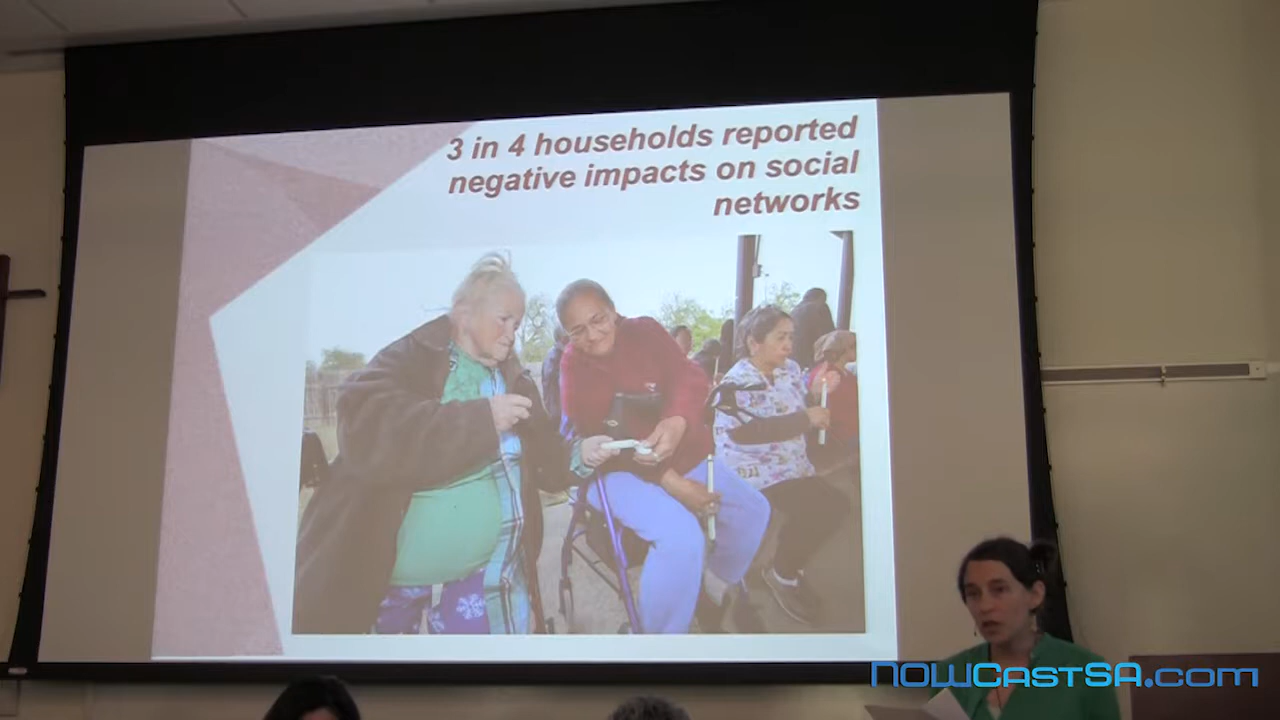 3 in 4 households reported
negative impacts on social
networks
NOWCastSA.com